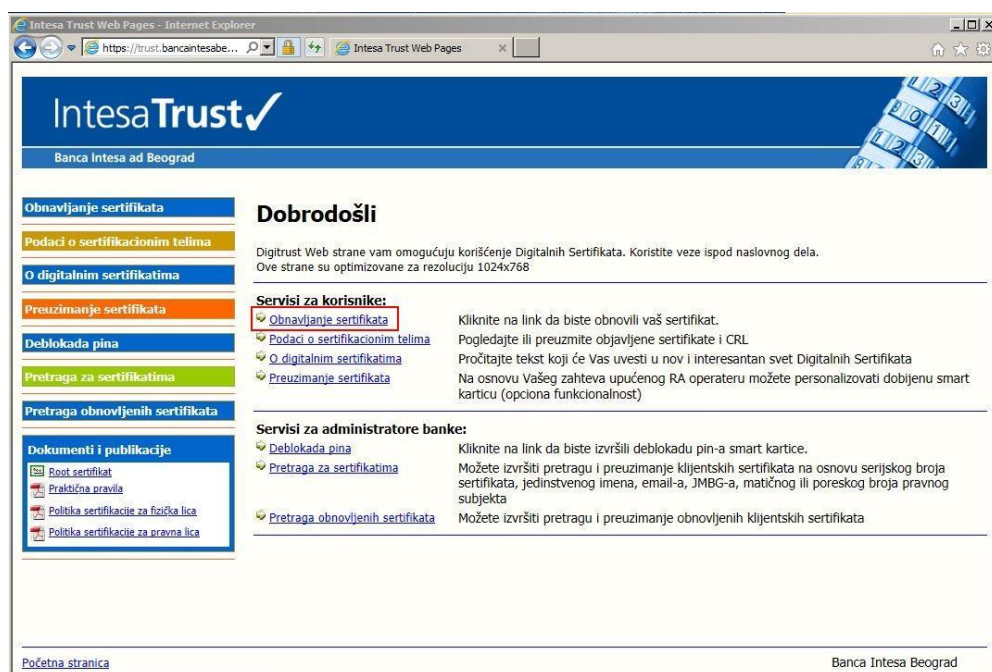 Intesa Trust Web Pages - Internet Explorer
https://trust.bancaintesabe...
Intesa Trust Web Pages
IntesaTrust
Banca Intesa ad Beograd
Obnavljanje sertifikata
Podaci o sertifikacionim telima
O digitalnim sertifikatima
Preuzimanje sertifikata
Deblokada pina
Pretraga za sertifikatima
Pretraga obnovljenih sertifikata
Dokumenti i publikacije
Root sertifikat
Praktična pravila
Politika sertifikacije za fizička lica
Politika sertifikacije za pravna lica
Dobrodošli
Digitrust Web strane vam omogućuju korišćenje Digitalnih Sertifikata. Koristite veze ispod naslovnog dela.
Ove strane su optimizovane za rezoluciju 1024x768
Servisi za korisnike:
Obnavljanje sertifikata Kliknite na link da biste obnovili vaš sertifikat.
Podaci o sertifikacionim telima Pogledajte ili preuzmite objavljene sertifikate i CRL
O digitalnim sertifikatima Pročitajte tekst koji će Vas uvesti u nov i interesantan svet Digitalnih Sertifikata
Preuzimanje sertifikata Na osnovu Vašeg zahteva upućenog RA operateru možete personalizovati dobijenu smart
karticu (opciona funkcionalnost)
Servisi za administratore banke:
Deblokada pina Kliknite na link da biste izvršili deblokadu pin-a smart kartice.
Pretraga za sertifikatima Možete izvršiti pretragu i preuzimanje klijentskih sertifikata na osnovu serijskog broja
sertifikata, jedinstvenog imena, email-a, JMBG-a, matičnog ili poreskog broja pravnog
subjekta
Pretraga obnovljenih sertifikata Možete izvršiti pretragu i preuzimanje obnovljenih klijentskih sertifikata
Početna stranica
Banca Intesa Beograd